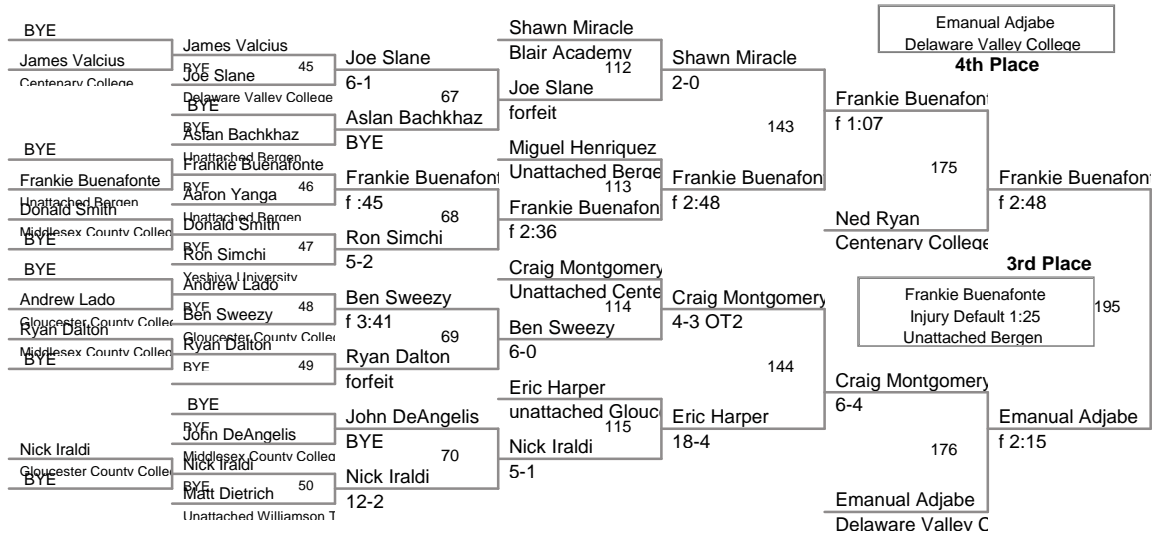 BYE
James Valcius
Centenary College
BYE
Frankie Buenafonte
Unattached Bergen
Donald Smith
Middlesex County Colleg
BYE
BYE
Andrew Lado
Gloucester County Colleg
Ryan Dalton
Middlesex County Colleg
BYE
Nick Iraldi
Gloucester County Colleg
BYE
James Valcius
BYE 45
Joe Slane
Delaware Valley College
BYE
BYE
Aslan Bachkhaz
Unattached Bergen
Frankie Buenafonte
BYE 46
Aaron Yanga
Unattached Bergen
Donald Smith
BYE 47
Ron Simchi
Yeshiva University
Andrew Lado
BYE 48
Ben Sweezy
Gloucester County Colleg
Ryan Dalton
BYE 49
BYE
BYE
John DeAngelis
Middlesex County Colleg
Nick Iraldi
BYE 50
Matt Dietrich
Unattached Williamson T
Joe Slane
6-1
67
Aslan Bachkhaz
BYE
Frankie Buenafont
f :45
68
Ron Simchi
5-2
Ben Sweezy
f 3:41
69
Ryan Dalton
forfeit
John DeAngelis
BYE
70
Nick Iraldi
12-2
Shawn Miracle
Blair Academy
112
Joe Slane
forfeit
Miguel Henriquez
Unattached Berge
113
Frankie Buenafon
f 2:36
Craig Montgomery
Unattached Cente
114
Ben Sweezy
6-0
Eric Harper
unattached Glouc
115
Nick Iraldi
5-1
Shawn Miracle
2-0
143
Frankie Buenafon
f 2:48
Craig Montgomery
4-3 OT2
144
Eric Harper
18-4
Frankie Buenafont
f 1:07
175
Ned Ryan
Centenary College
Craig Montgomery
6-4
176
Emanual Adjabe
Delaware Valley C
Frankie Buenafon
f 2:48
195
Emanual Adjabe
f 2:15
Emanual Adjabe
Delaware Valley College
4th Place
3rd Place
Frankie Buenafonte
Injury Default 1:25
Unattached Bergen